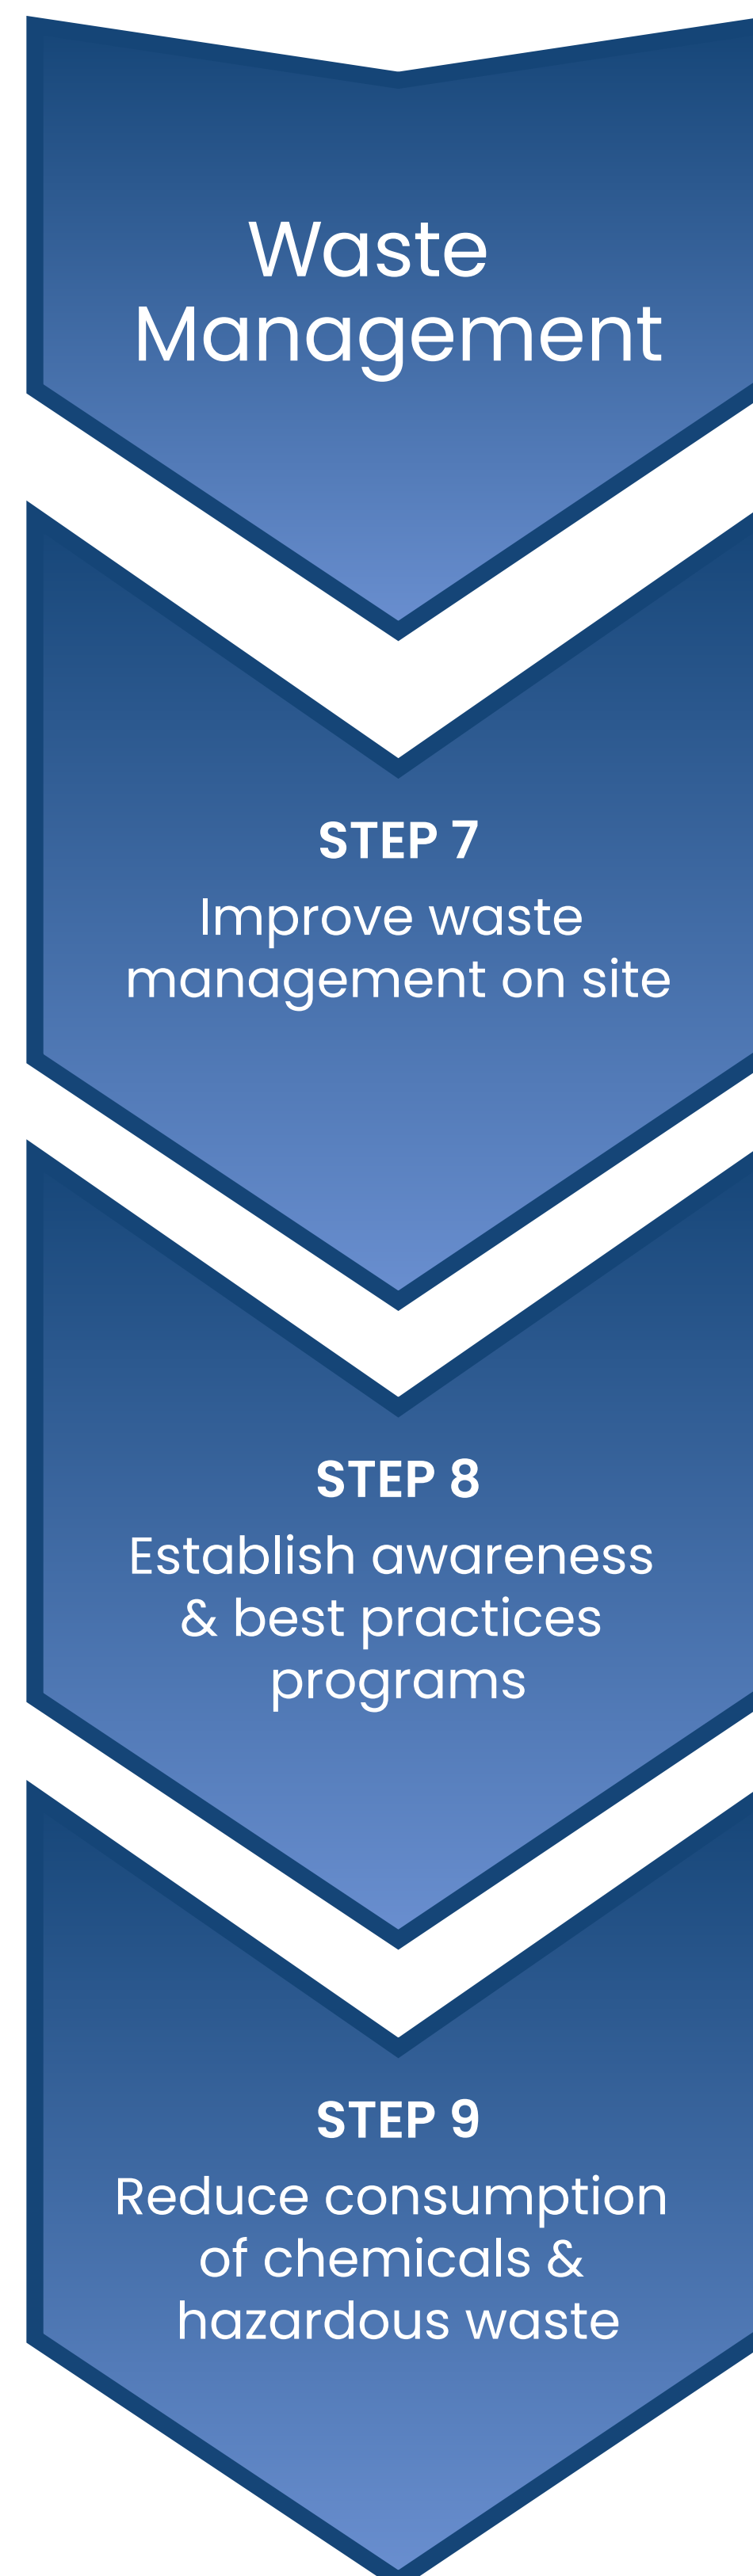 Waste
Management
STEP 7
Improve waste
management on site
STEP 8
Establish awareness
& best practices
programs
STEP 9
Reduce consumption
of chemicals &
hazardous waste